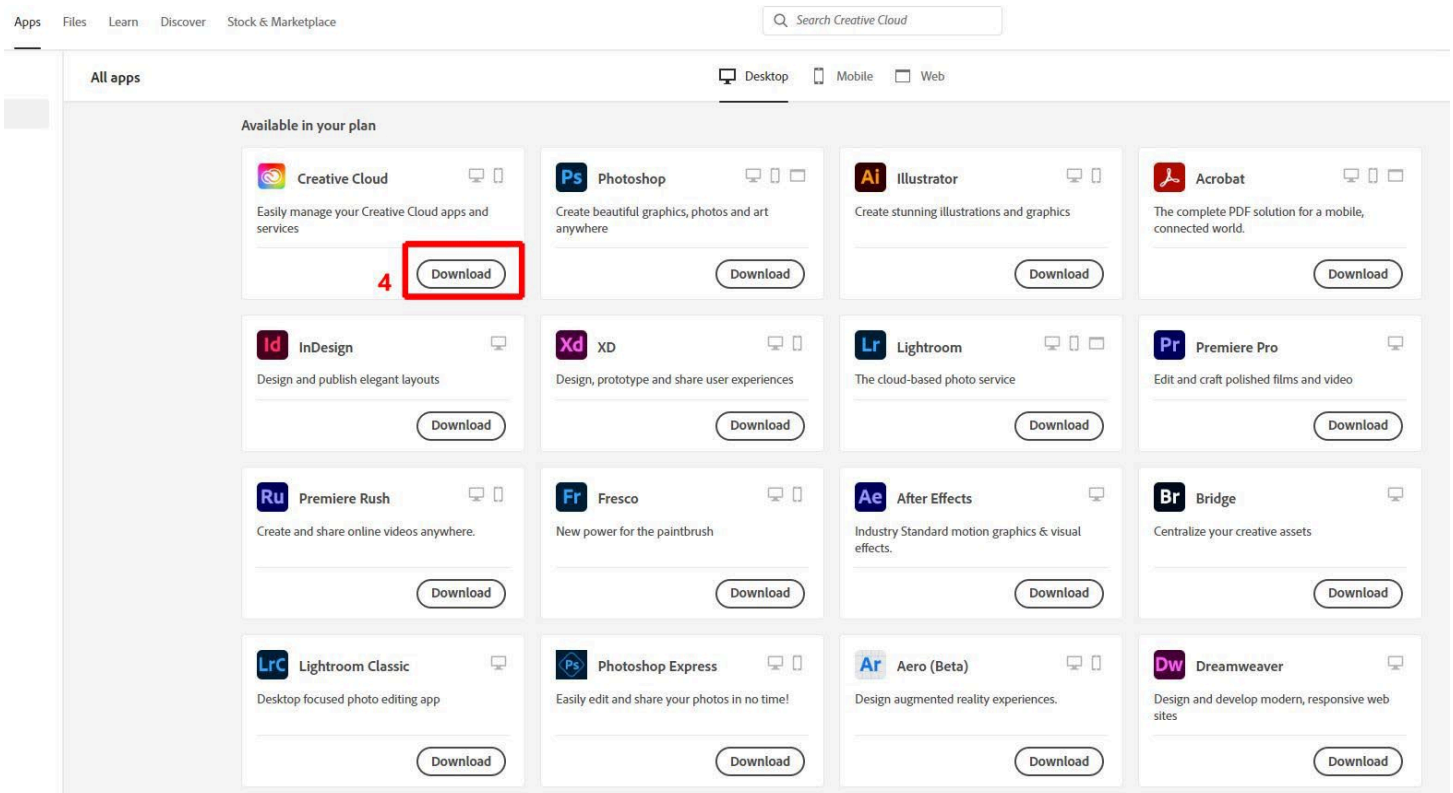 Apps Files Learn Discover Stock & Marketplace Search Creative Cloud
All apps Desktop Mobile Web
Available in your plan
Creative Cloud
Easily manage your Creative Cloud apps and
services
4 Download
Ps Photoshop
Create beautiful graphics, photos and art
anywhere
Download
Ai Illustrator
Create stunning illustrations and graphics
Download
Acrobat
The complete PDF solution for a mobile,
connected world.
Download
Id InDesign
Design and publish elegant layouts
Download
Xd XD
Design, prototype and share user experiences
Download
Lr Lightroom
The cloud-based photo service
Download
Pr Premiere Pro
Edit and craft polished films and video
Download
Ru Premiere Rush
Create and share online videos anywhere.
Download
Fr Fresco
New power for the paintbrush
Download
Ae After Effects
Industry Standard motion graphics & visual
effects.
Download
Br Bridge
Centralize your creative assets
Download
LrC Lightroom Classic
Desktop focused photo editing app
Download
Ps Photoshop Express
Easily edit and share your photos in no time!
Download
Ar Aero (Beta)
Design augmented reality experiences.
Download
Dw Dreamweaver
Design and develop modern, responsive web
sites
Download